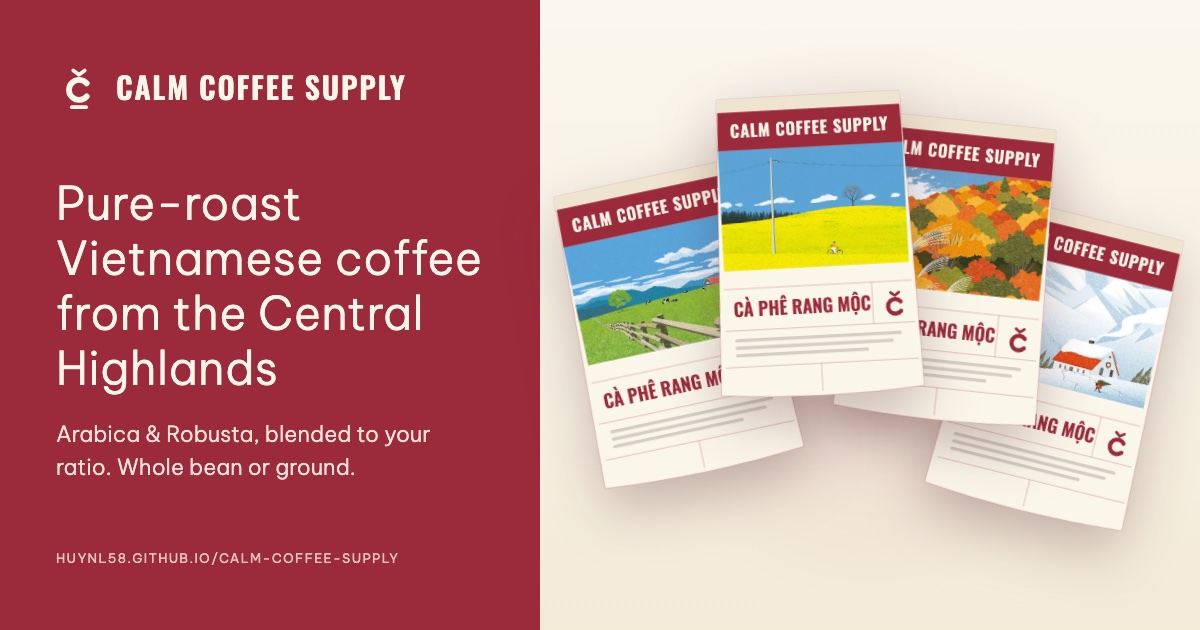 č CALM COFFEE SUPPLY
Pure-roast
Vietnamese coffee
from the Central
Highlands
Arabica & Robusta, blended to your
ratio. Whole bean or ground.
HUYNL58.GITHUB.IO/CALM-COFFEE-SUPPLY
CALM COFFEE SUPPLY
CÀ PHÊ RANG
CALM COFFEE SUPPLY
CÀ PHÊ RANG MỘC č
COFFEE SUPPLY
RANG MỘC č
COFFEE SUPPLY
MỘC č